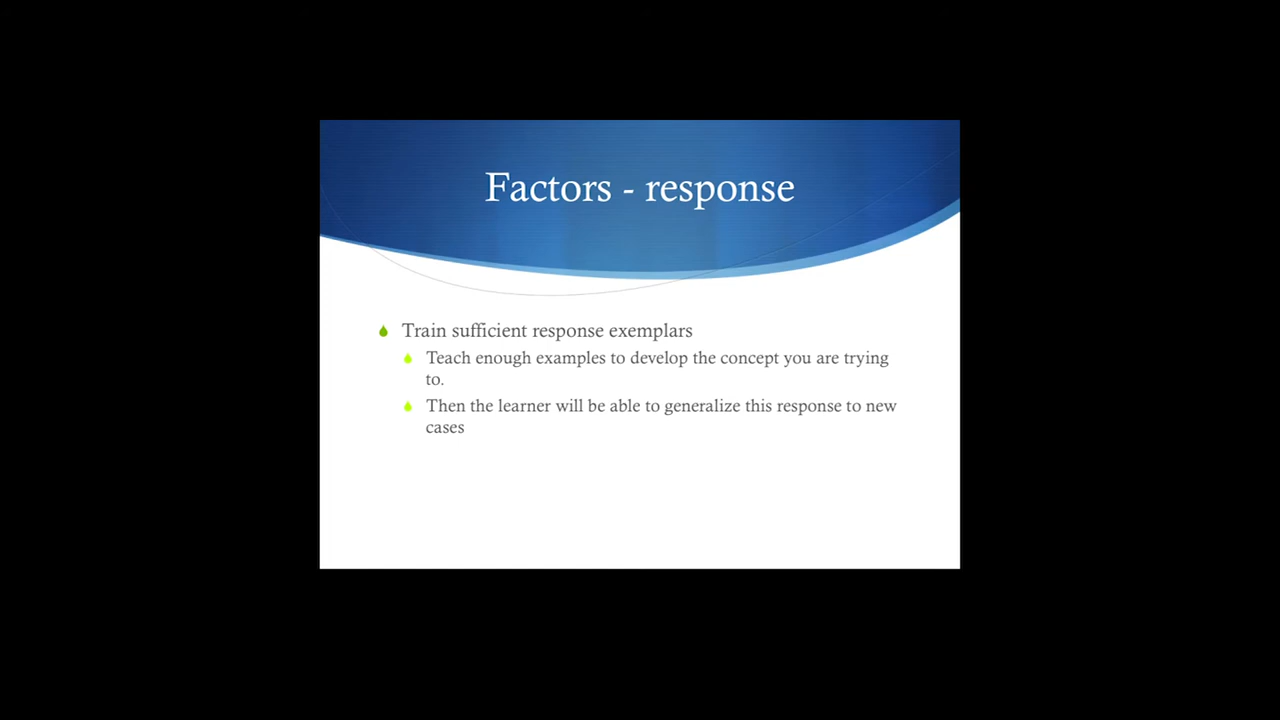 Factors - response
Train sufficient response exemplars
Teach enough examples to develop the concept you are trying
to.
Then the learner will be able to generalize this response to new
cases